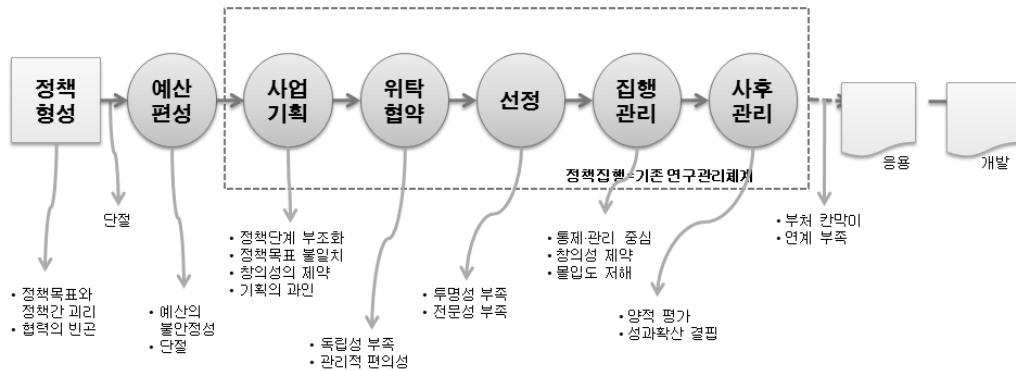 정책
형성
예산
편성
사업
기획
위탁
협약
선정
집행
관리
사후
관리
정책집행=기존 연구관리체계
응용
개발
단절
• 정책목표와
정책간 괴리
• 협력의 빈곤
• 예산의
불안정성
• 단절
• 정책단계 부조화
• 정책목표 불일치
• 창의성의 제약
• 기획의 과인
• 독립성 부족
• 관리적 편의성
• 투명성 부족
• 전문성 부족
• 통제·관리 중심
• 창의성 제약
• 몰입도 저해
• 양적 평가
• 성과확산 결핍
• 부처 칸막이
• 연계 부족